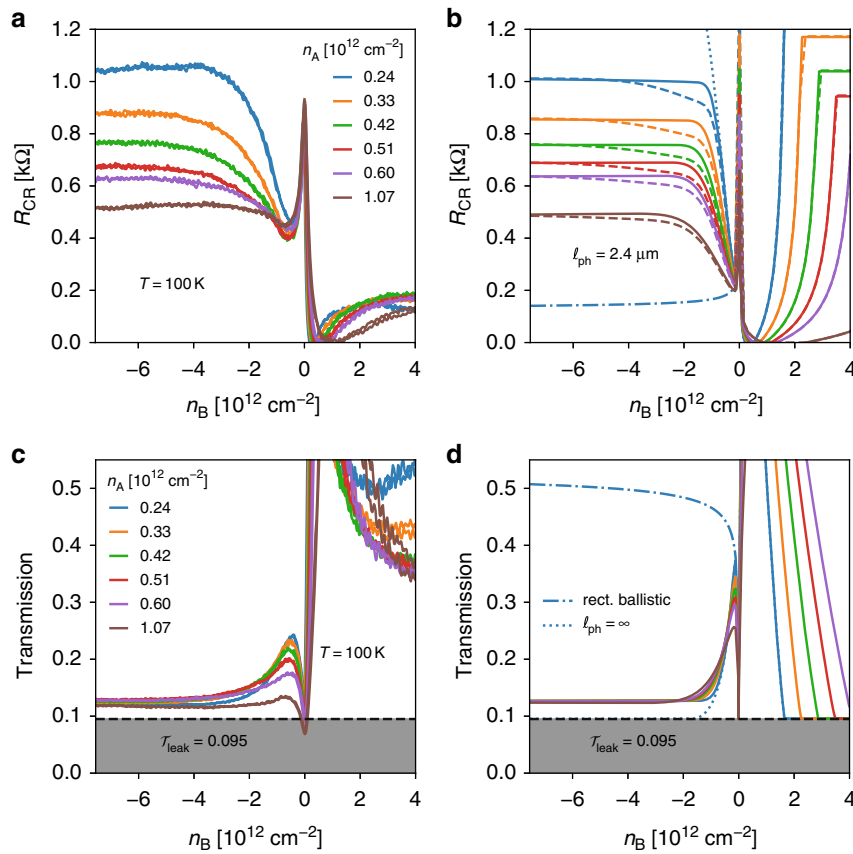 a
1.2
1.0
0.8
0.6
0.4
0.2
0.0
R_CR [kΩ]
n_A [10^12 cm^−2]
0.24
0.33
0.42
0.51
0.60
1.07
T = 100 K
−6 −4 −2 0 2 4
n_B [10^12 cm^−2]
b
1.2
1.0
0.8
0.6
0.4
0.2
0.0
R_CR [kΩ]
ℓ_ph = 2.4 μm
−6 −4 −2 0 2 4
n_B [10^12 cm^−2]
c
0.5
0.4
0.3
0.2
0.1
0.0
Transmission
n_A [10^12 cm^−2]
0.24
0.33
0.42
0.51
0.60
1.07
T = 100 K
𝒯_leak = 0.095
−6 −4 −2 0 2 4
n_B [10^12 cm^−2]
d
0.5
0.4
0.3
0.2
0.1
0.0
Transmission
rect. ballistic
ℓ_ph = ∞
𝒯_leak = 0.095
−6 −4 −2 0 2 4
n_B [10^12 cm^−2]